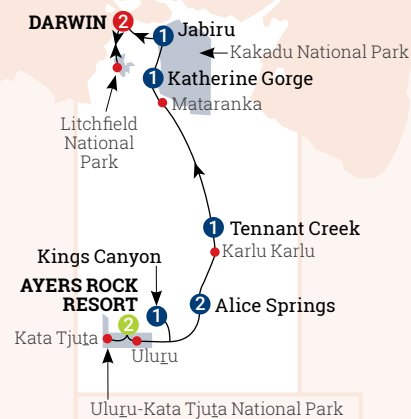 DARWIN
2
1
Jabiru
Kakadu National Park
1
Katherine Gorge
Mataranka
Litchfield
National
Park
1
Tennant Creek
Karlu Karlu
Kings Canyon
AYERS ROCK
RESORT
2
1
2
Alice Springs
Kata Tjuṯa
Uluṟu
Uluṟu-Kata Tjuṯa National Park